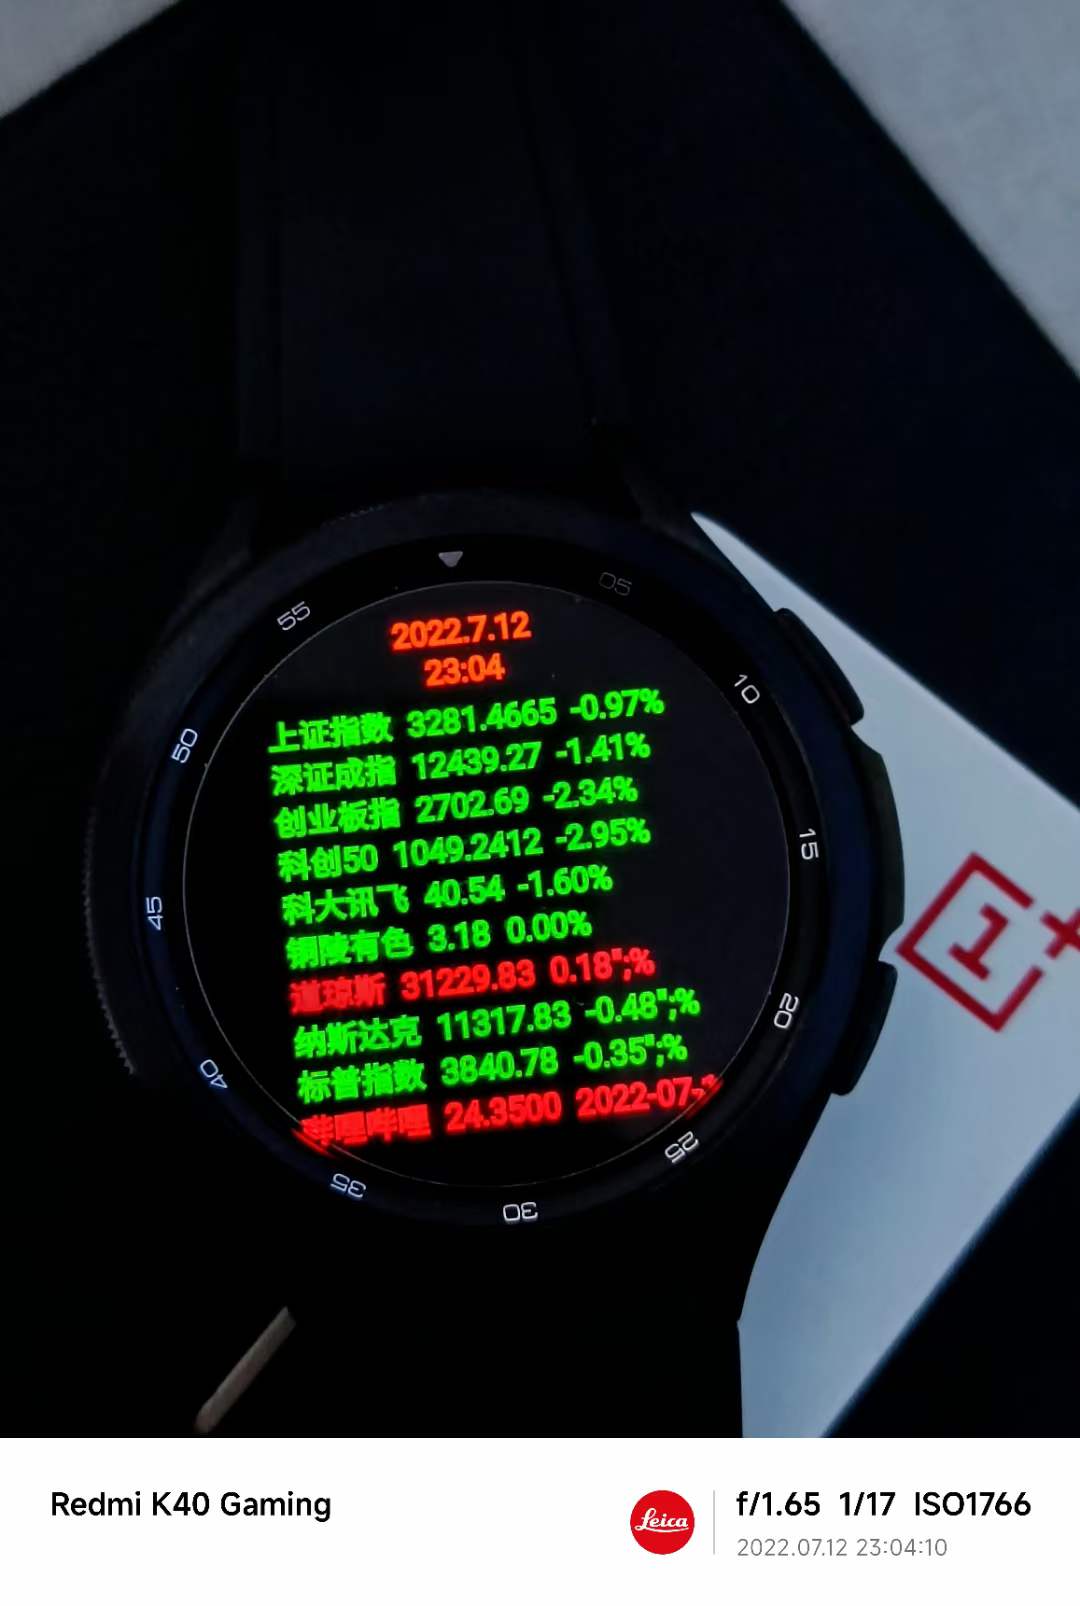 05
10
15
20
25
30
35
40
45
50
55
2022.7.12
23:04
上证指数 3281.4665 -0.97%
深证成指 12439.27 -1.41%
创业板指 2702.69 -2.34%
科创50 1049.2412 -2.95%
科大讯飞 40.54 -1.60%
铜陵有色 3.18 0.00%
道琼斯 31229.83 0.18";%
纳斯达克 11317.83 -0.48";%
标普指数 3840.78 -0.35";%
哔哩哔哩 24.3500 2022-07-1
1+
Redmi K40 Gaming
Leica
f/1.65 1/17 ISO1766
2022.07.12 23:04:10